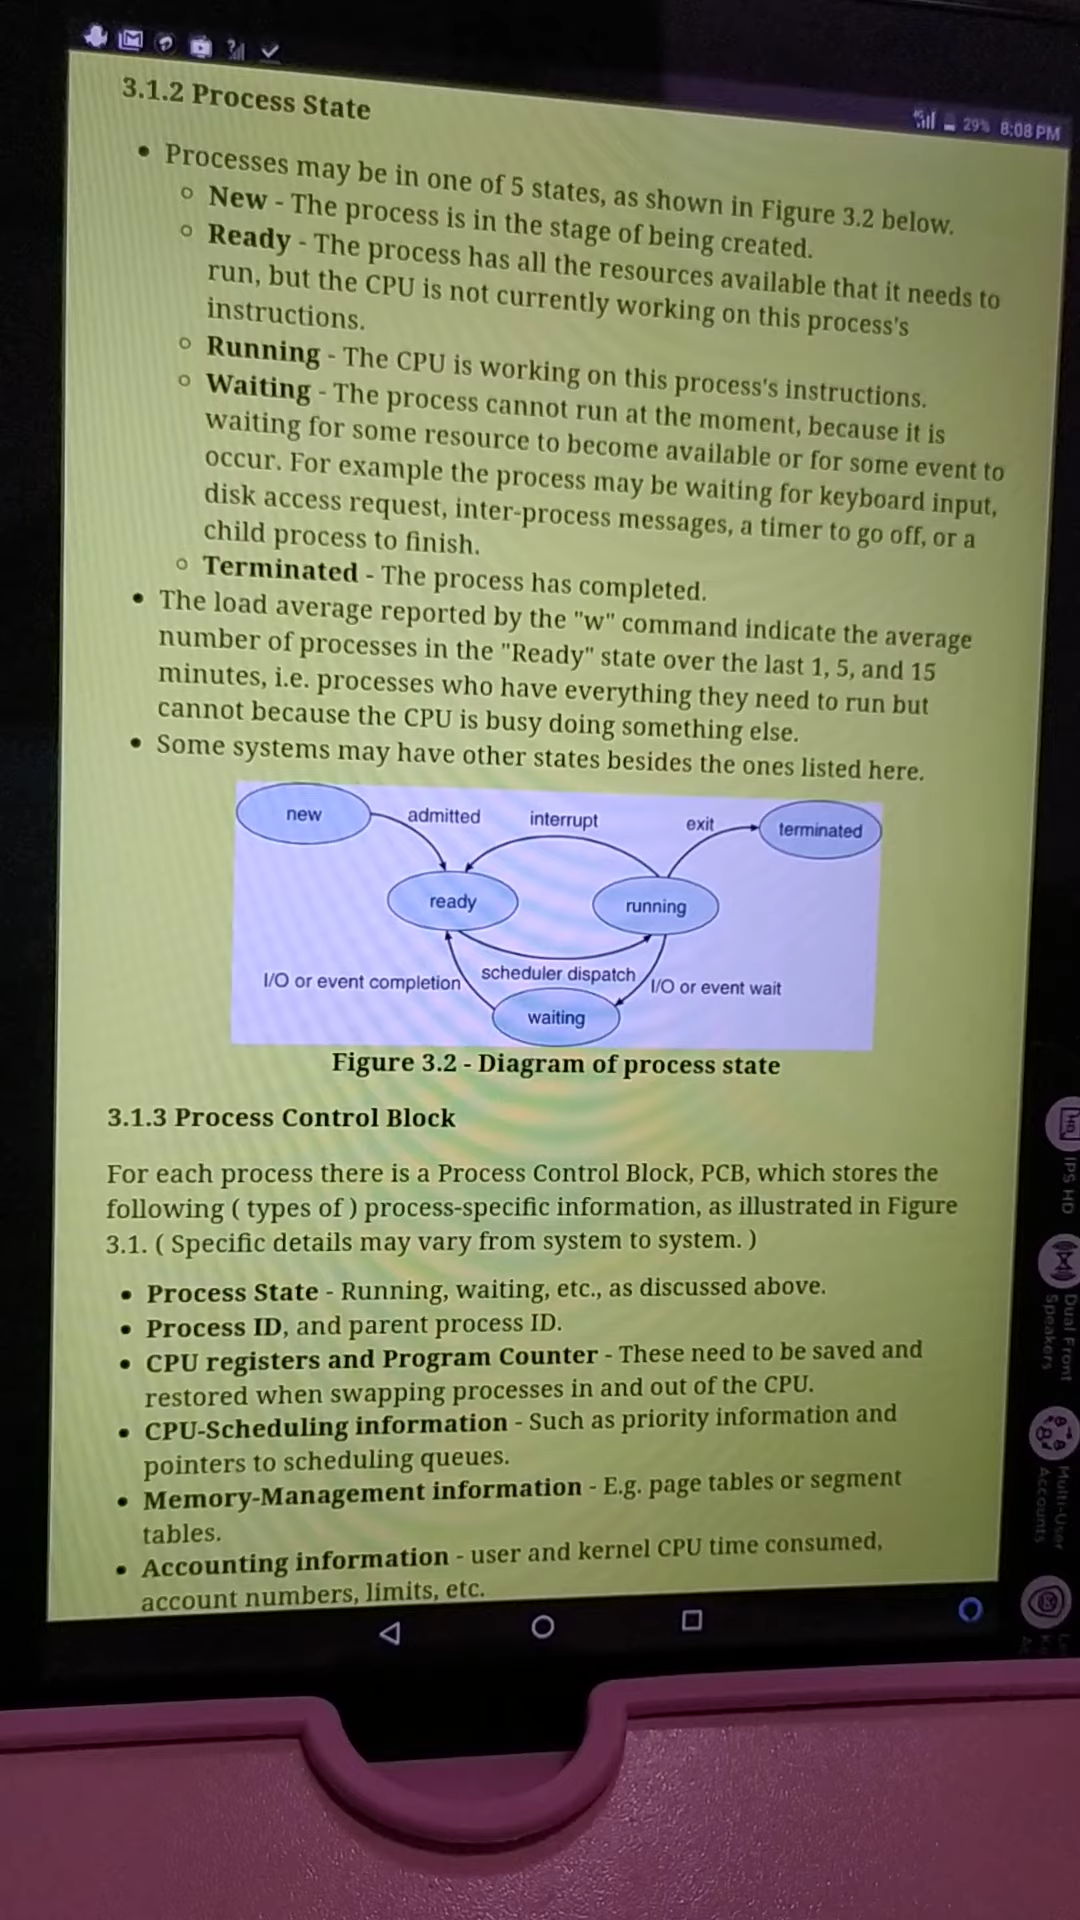 29% 8:08 PM
3.1.2 Process State
• Processes may be in one of 5 states, as shown in Figure 3.2 below.
○ New - The process is in the stage of being created.
○ Ready - The process has all the resources available that it needs to
run, but the CPU is not currently working on this process's
instructions.
○ Running - The CPU is working on this process's instructions.
○ Waiting - The process cannot run at the moment, because it is
waiting for some resource to become available or for some event to
occur. For example the process may be waiting for keyboard input,
disk access request, inter-process messages, a timer to go off, or a
child process to finish.
○ Terminated - The process has completed.
• The load average reported by the "w" command indicate the average
number of processes in the "Ready" state over the last 1, 5, and 15
minutes, i.e. processes who have everything they need to run but
cannot because the CPU is busy doing something else.
• Some systems may have other states besides the ones listed here.
new
admitted
interrupt
exit
terminated
ready
running
I/O or event completion
scheduler dispatch
I/O or event wait
waiting
Figure 3.2 - Diagram of process state
3.1.3 Process Control Block
For each process there is a Process Control Block, PCB, which stores the
following ( types of ) process-specific information, as illustrated in Figure
3.1. ( Specific details may vary from system to system. )
• Process State - Running, waiting, etc., as discussed above.
• Process ID, and parent process ID.
• CPU registers and Program Counter - These need to be saved and
restored when swapping processes in and out of the CPU.
• CPU-Scheduling information - Such as priority information and
pointers to scheduling queues.
• Memory-Management information - E.g. page tables or segment
tables.
• Accounting information - user and kernel CPU time consumed,
account numbers, limits, etc.
HD
IPS HD
Dual Front
Speakers
Multi-User
Accounts